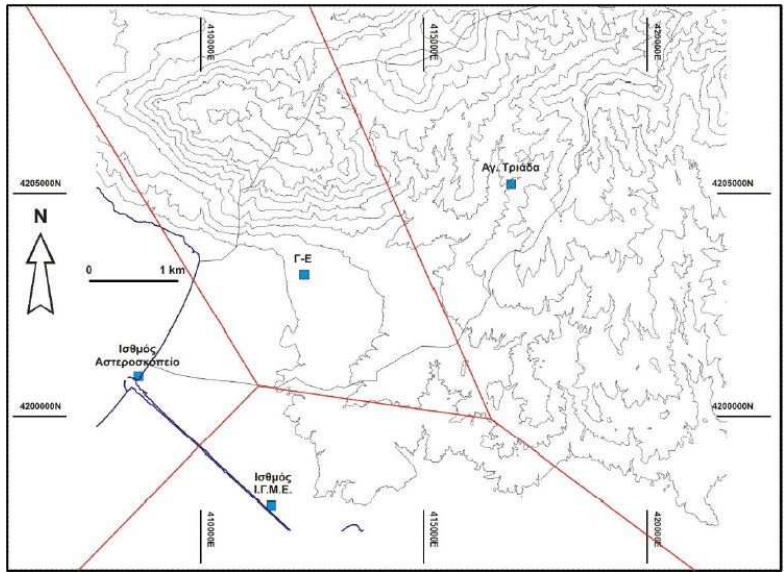 410000E
415000E
420000E
Αγ. Τριάδα
4205000N
4205000N
N
0 1 km
Γ-Ε
Ισθμός
Αστεροσκοπείο
4200000N
4200000N
Ισθμός
Ι.Γ.Μ.Ε.
410000E
415000E
420000E